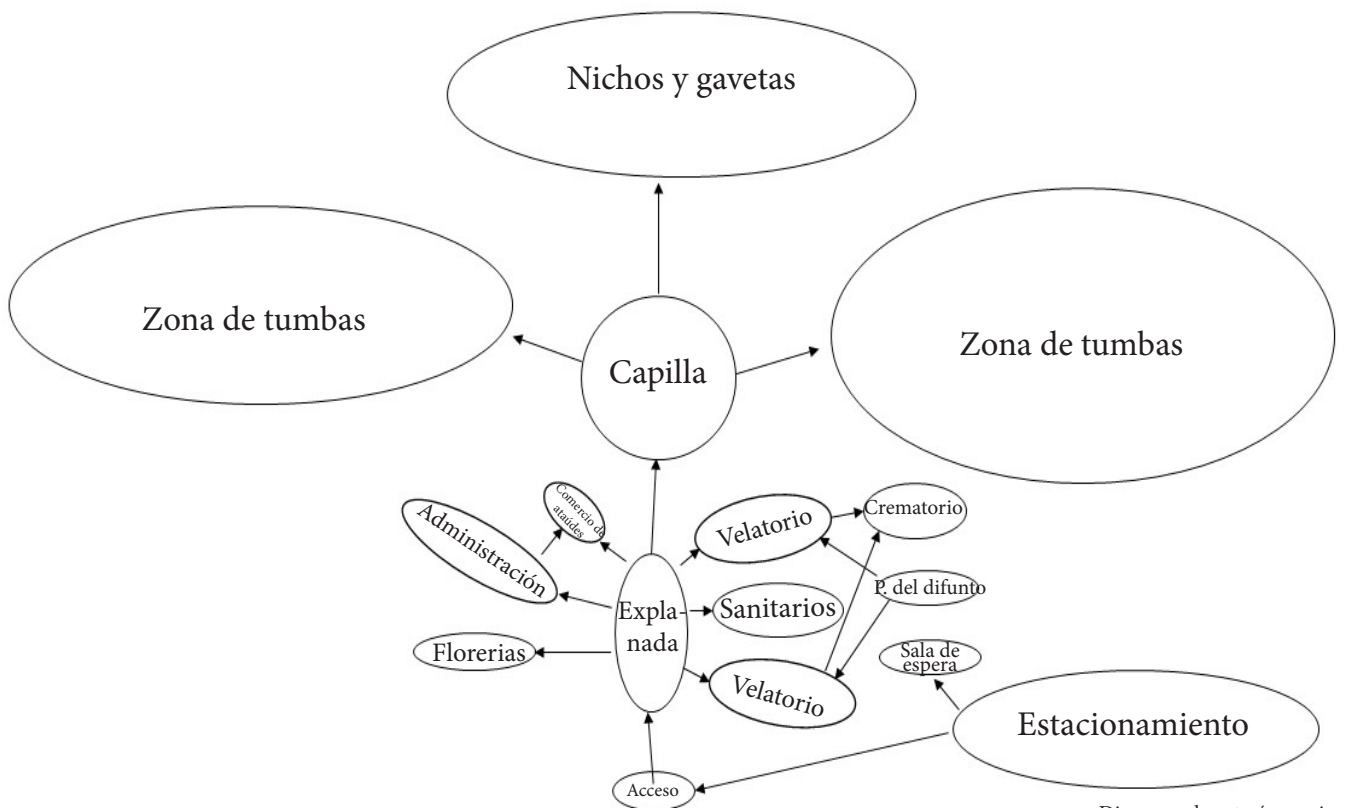 Nichos y gavetas
Zona de tumbas
Zona de tumbas
Capilla
Comercio de
ataúdes
Administración
Velatorio
Crematorio
P. del difunto
Expla-
nada
Sanitarios
Florerias
Sala de
espera
Velatorio
Estacionamiento
Acceso